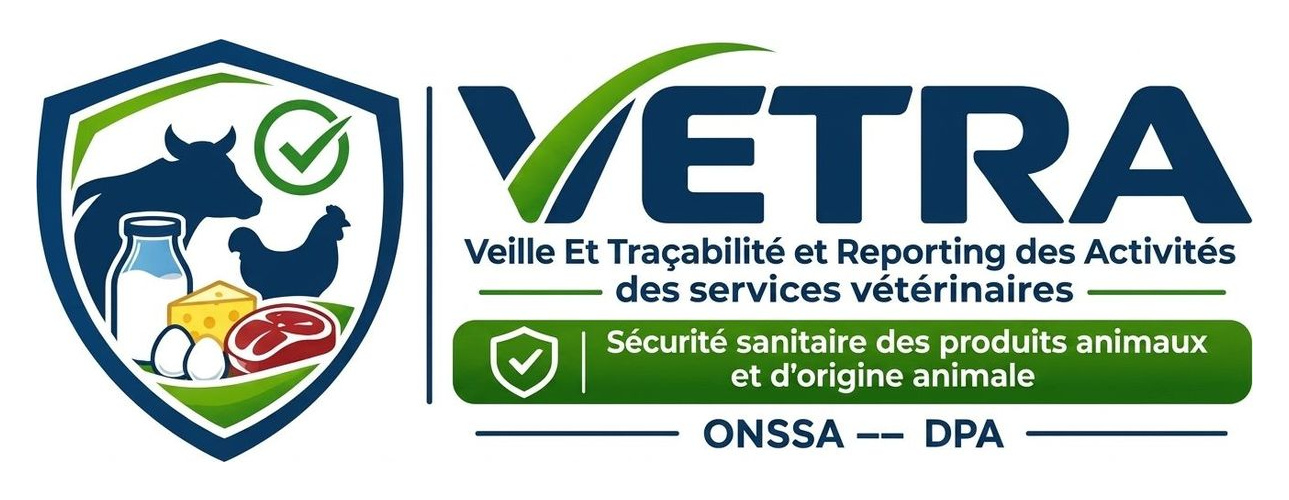 VETRA
Veille Et Traçabilité et Reporting des Activités
des services vétérinaires
Sécurité sanitaire des produits animaux
et d'origine animale
ONSSA –– DPA